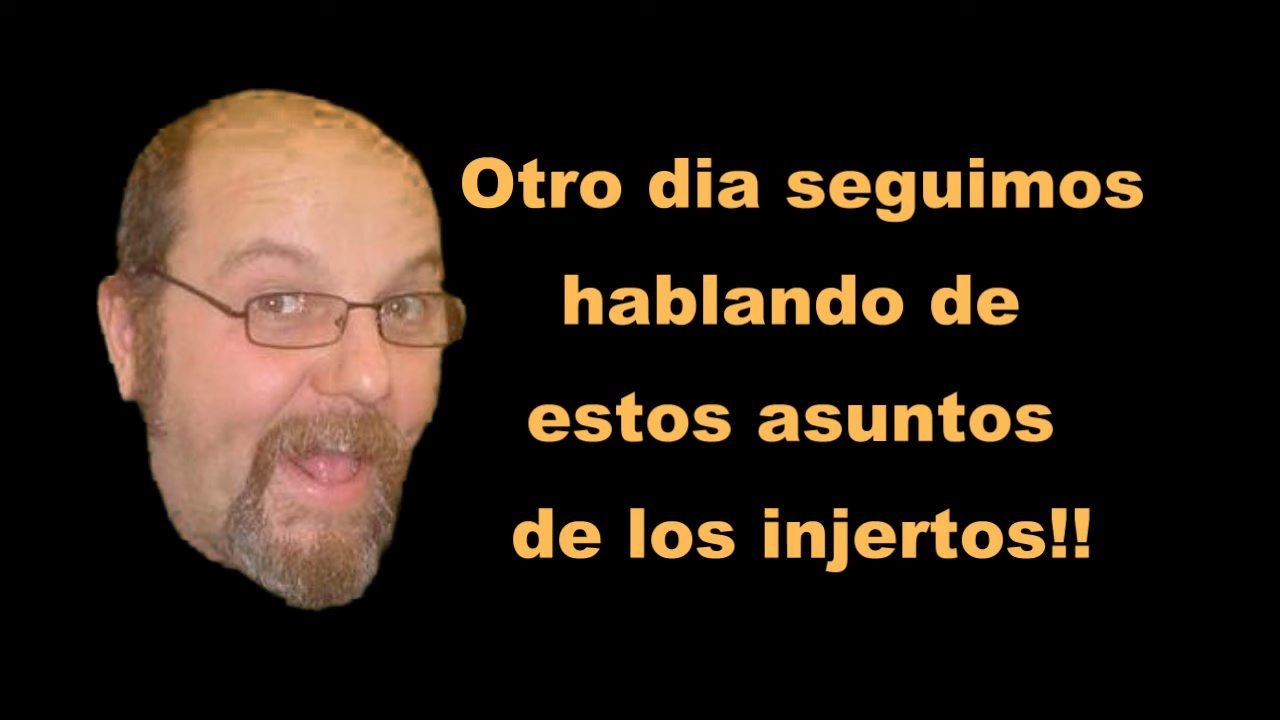 Otro dia seguimos
hablando de
estos asuntos
de los injertos!!